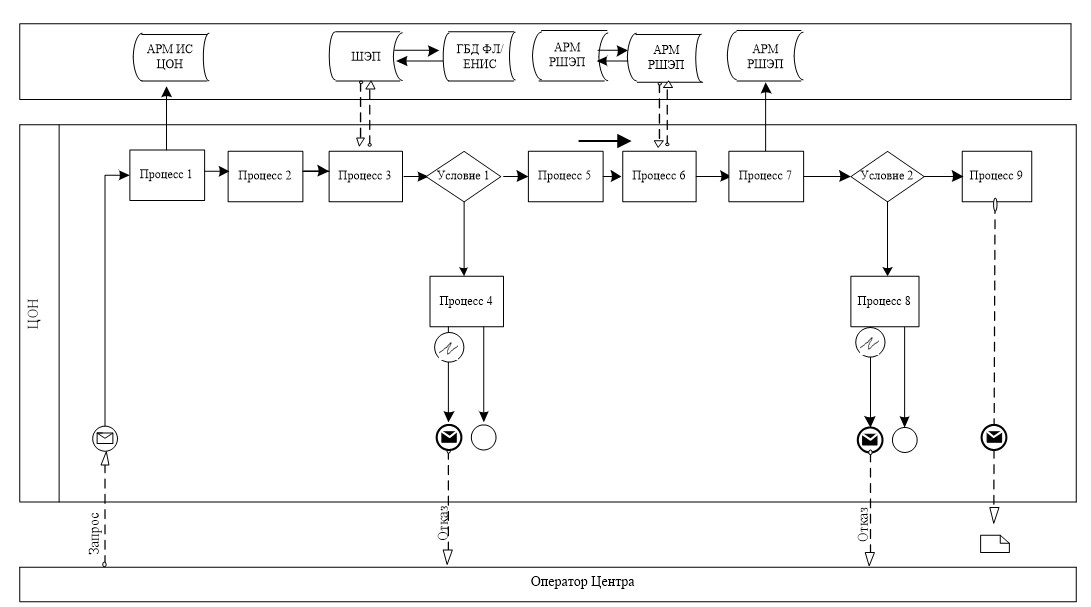 АРМ ИС
ЦОН
ШЭП
ГБД ФЛ/
ЕНИС
АРМ
РШЭП
АРМ
РШЭП
АРМ
РШЭП
Процесс 1
Процесс 2
Процесс 3
Условне 1
Процесс 5
Процесс 6
Процесс 7
Условне 2
Процесс 9
Процесс 4
Процесс 8
ЦОН
Запрос
Отказ
Отказ
Оператор Центра